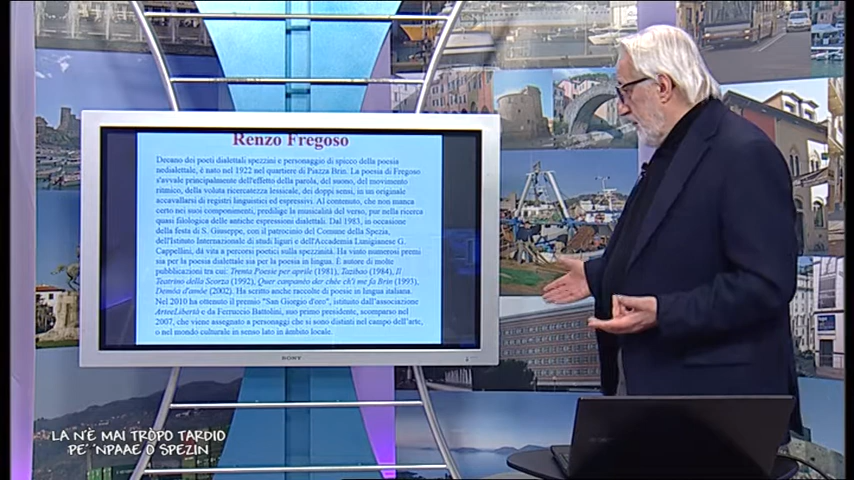 Renzo Fregoso
Decano dei poeti dialettali spezzini e personaggio di spicco della poesia
nedialettale, è nato nel 1922 nel quartiere di Piazza Brin. La poesia di Fregoso
s'avvale principalmente dell'effetto della parola, del suono, del movimento
ritmico, della voluta ricercatezza lessicale, dei doppi sensi, in un originale
accavallarsi di registri linguistici ed espressivi. Al contenuto, che non manca
certo nei suoi componimenti, predilige la musicalità del verso, pur nella ricerca
quasi filologica delle antiche espressioni dialettali. Dal 1983, in occasione
della festa di S. Giuseppe, con il patrocinio del Comune della Spezia,
dell'Istituto Internazionale di studi liguri e dell'Accademia Lunigianese G.
Cappellini, dà vita a percorsi poetici sulla spezzinità. Ha vinto numerosi premi
sia per la poesia dialettale sia per la poesia in lingua. È autore di molte
pubblicazioni tra cui: Trenta Poesie per aprile (1981), Tazibao (1984), Il
Teatrino della Scorza (1992), Quer campanào der chòe ch'i me fa Brin (1993),
Demóa d'amóe (2002). Ha scritto anche raccolte di poesie in lingua italiana.
Nel 2010 ha ottenuto il premio "San Giorgio d'oro", istituito dall'associazione
ArteeLibertà e da Ferruccio Battolini, suo primo presidente, scomparso nel
2007, che viene assegnato a personaggi che si sono distinti nel campo dell'arte,
o nel mondo culturale in senso lato in àmbito locale.
SONY
LA N'È MAI TRÒPO TARDIO
PE' 'NPAAE O SPEZIN